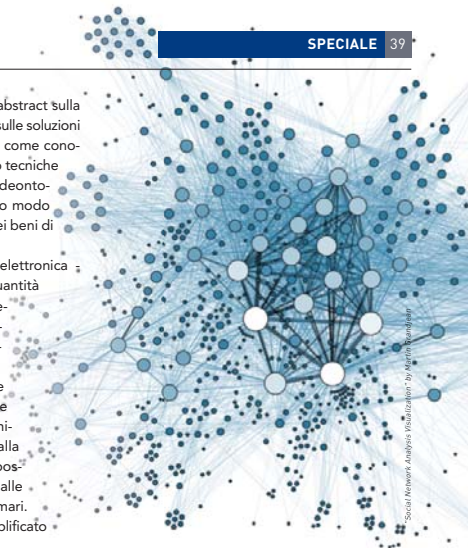 SPECIALE 39
abstract sulla
sulle soluzioni
come cono-
tecniche
deonto-
o modo
ei beni di
elettronica -
uantità
e-
-
-
e
e
ni-
alla
pos-
alle
mari.
olificato
"Social Network Analysis Visualization" by Martin Grandjean